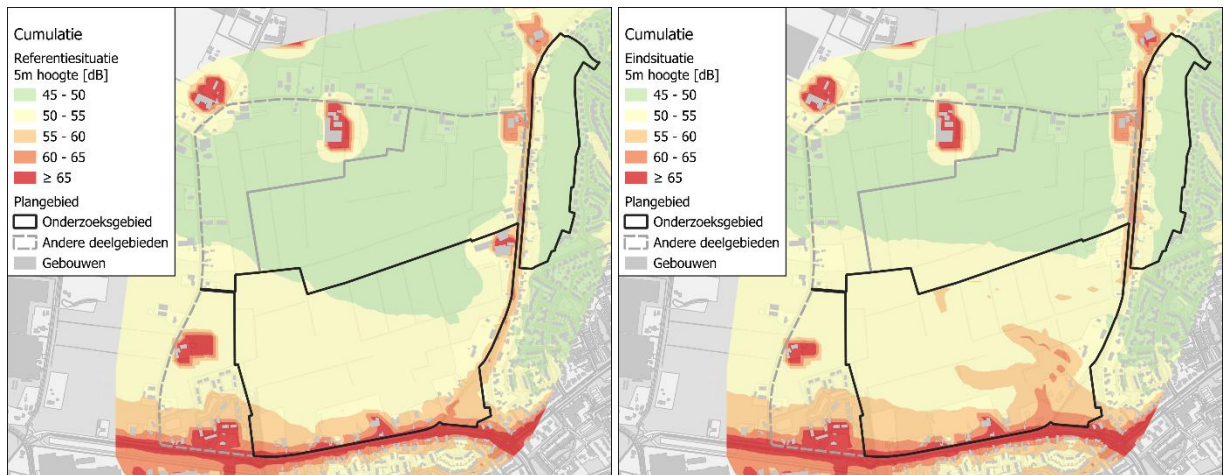 Cumulatie
Referentiesituatie
5m hoogte [dB]
45 - 50
50 - 55
55 - 60
60 - 65
≥ 65
Plangebied
Onderzoeksgebied
Andere deelgebieden
Gebouwen
Cumulatie
Eindsituatie
5m hoogte [dB]
45 - 50
50 - 55
55 - 60
60 - 65
≥ 65
Plangebied
Onderzoeksgebied
Andere deelgebieden
Gebouwen